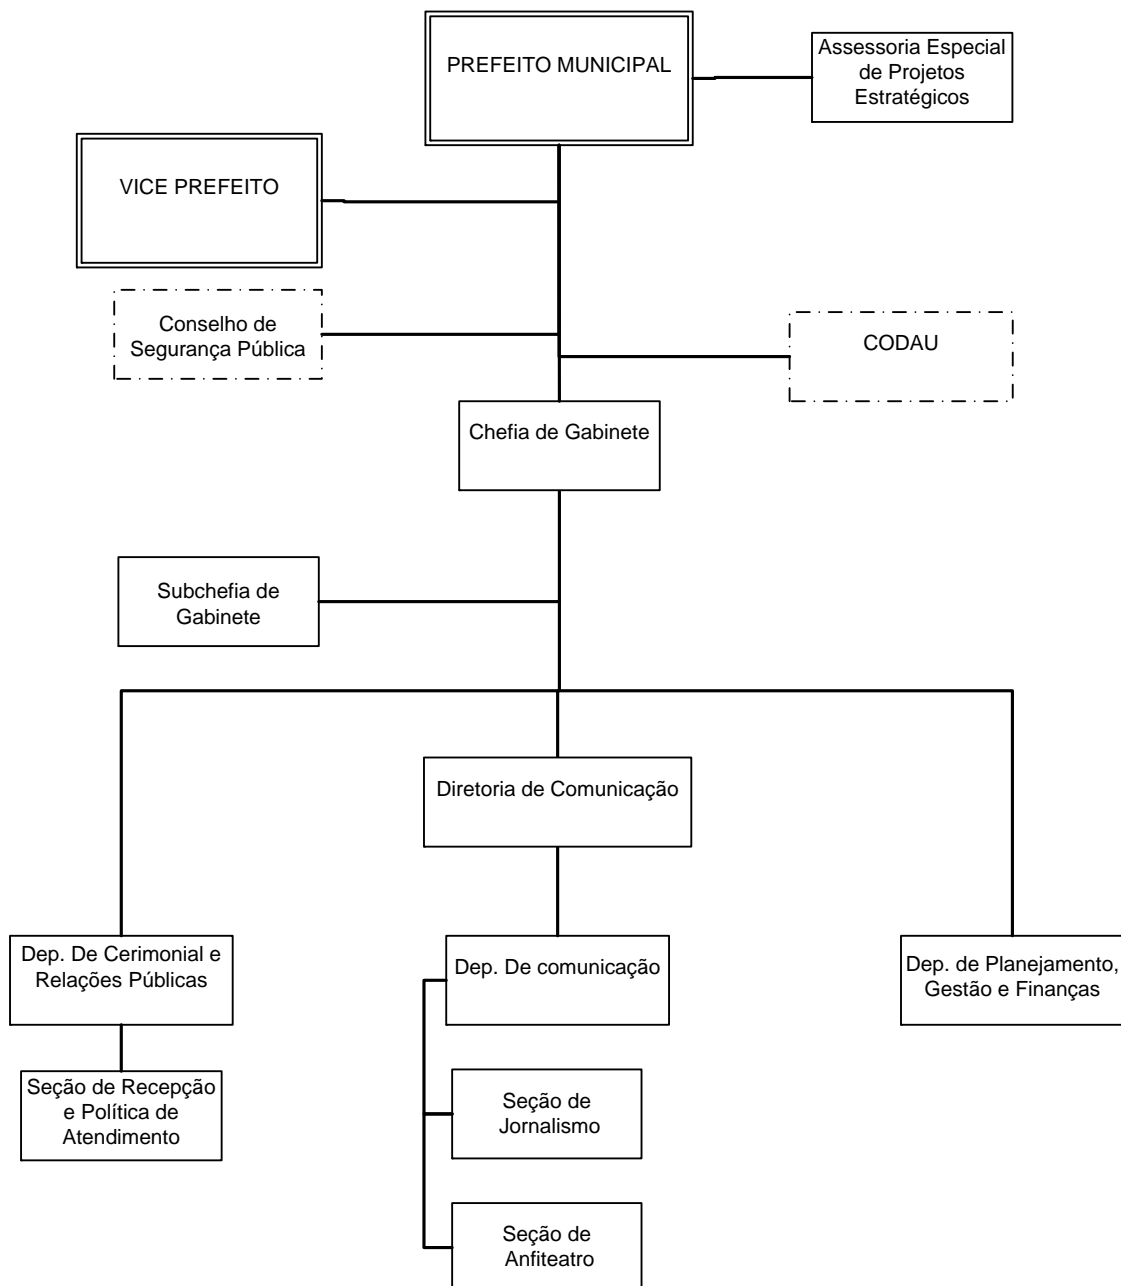 PREFEITO MUNICIPAL
Assessoria Especial
de Projetos
Estratégicos
VICE PREFEITO
Conselho de
Segurança Pública
CODAU
Chefia de Gabinete
Subchefia de
Gabinete
Diretoria de Comunicação
Dep. De Cerimonial e
Relações Públicas
Dep. De comunicação
Dep. de Planejamento,
Gestão e Finanças
Seção de Recepção
e Política de
Atendimento
Seção de
Jornalismo
Seção de
Anfiteatro